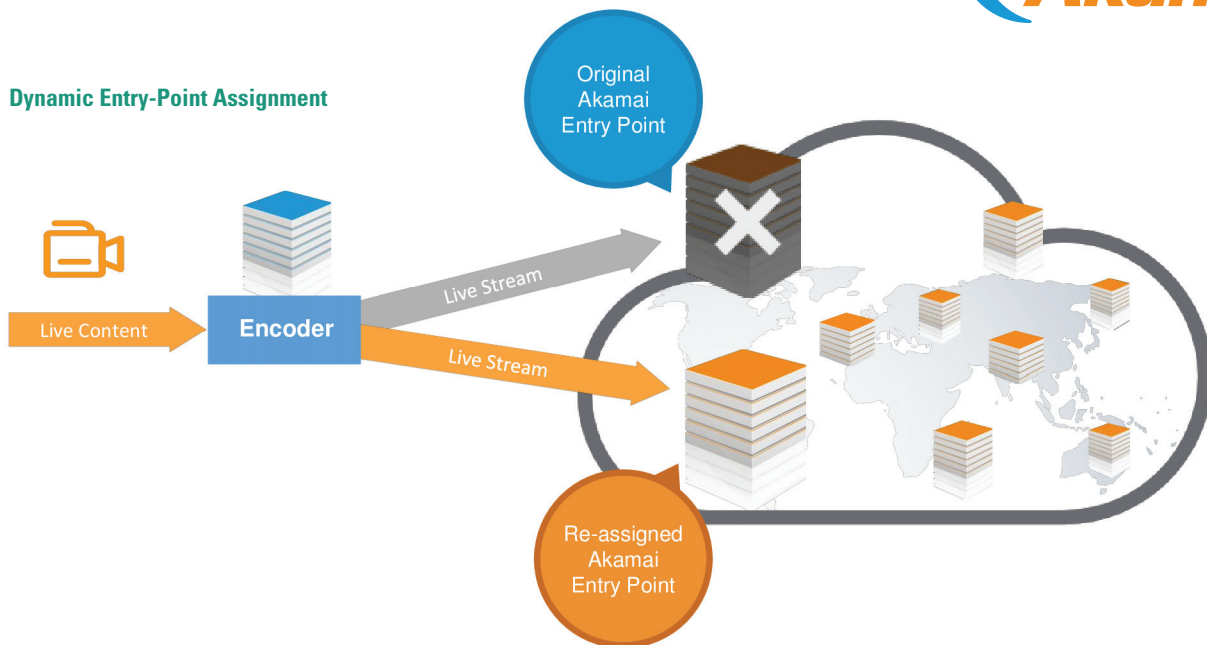 Dynamic Entry-Point Assignment
Original
Akamai
Entry Point
Live Stream
Live Content
Encoder
Live Stream
Re-assigned
Akamai
Entry Point